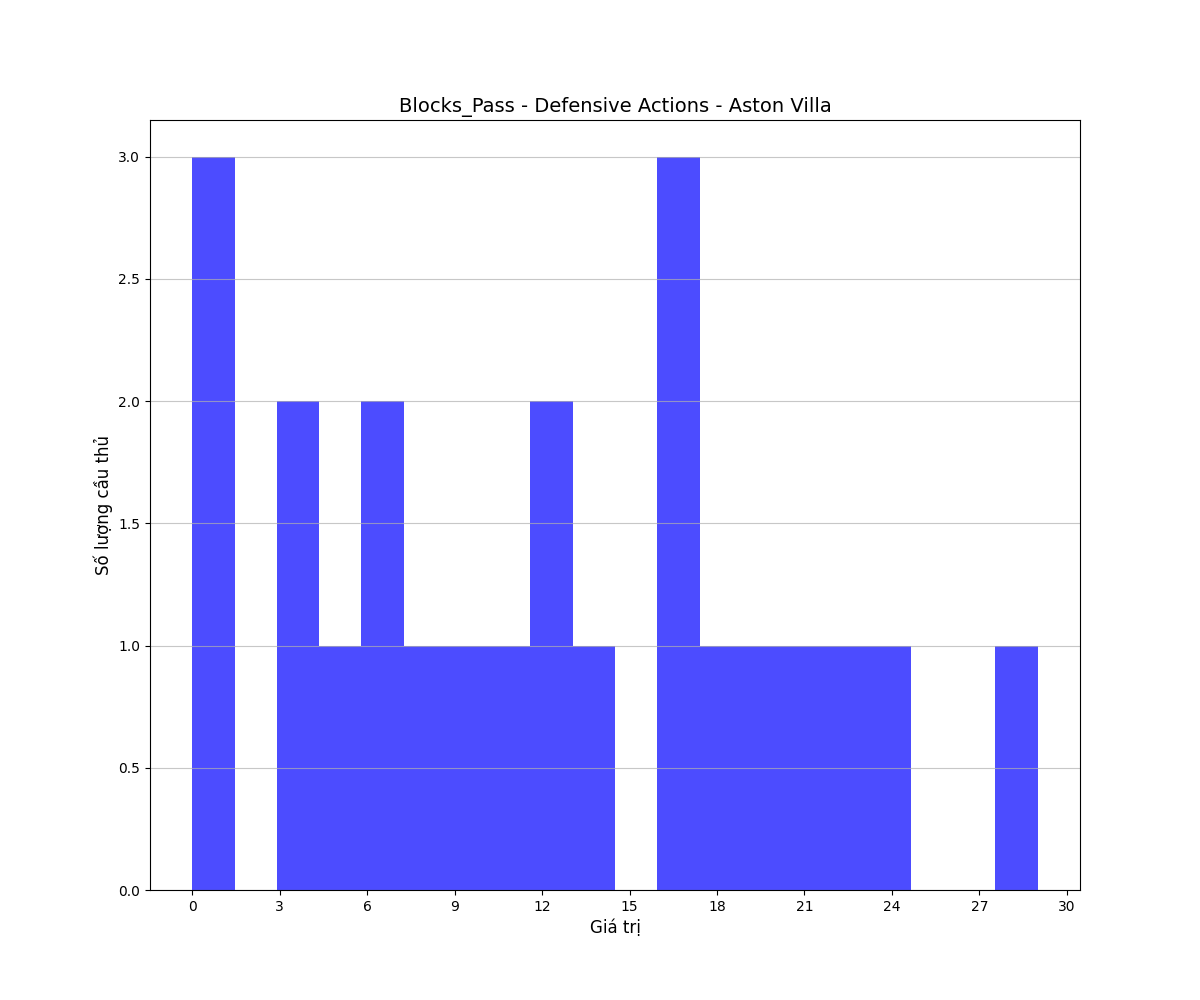 Blocks_Pass - Defensive Actions - Aston Villa
3.0
2.5
2.0
1.5
1.0
0.5
0.0
Số lượng cầu thủ
0 3 6 9 12 15 18 21 24 27 30
Giá trị